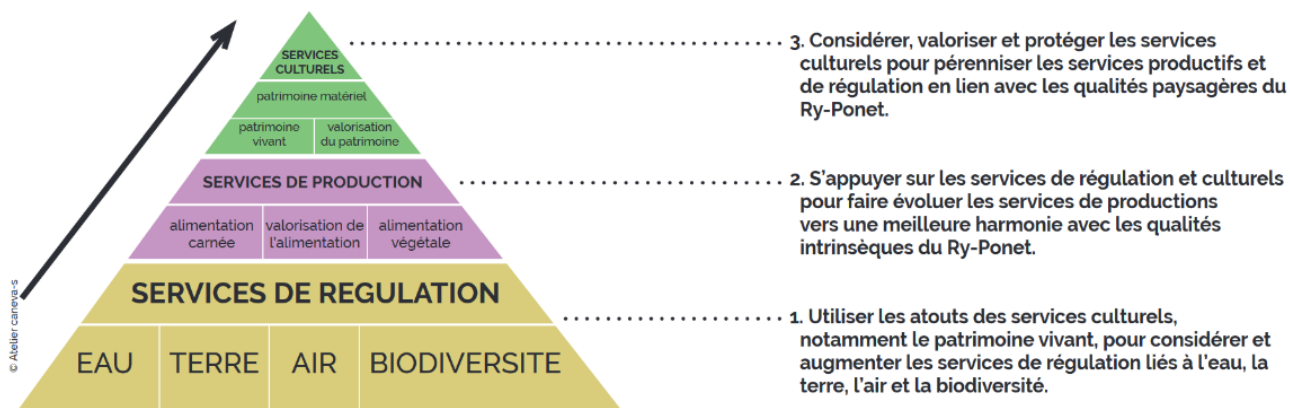 SERVICES
CULTURELS
patrimoine matériel
patrimoine
vivant
valorisation
du patrimoine
SERVICES DE PRODUCTION
alimentation
carnée
valorisation de
l'alimentation
alimentation
végétale
SERVICES DE REGULATION
EAU
TERRE
AIR
BIODIVERSITE
3. Considérer, valoriser et protéger les services
culturels pour pérenniser les services productifs et
de régulation en lien avec les qualités paysagères du
Ry-Ponet.
2. S'appuyer sur les services de régulation et culturels
pour faire évoluer les services de productions
vers une meilleure harmonie avec les qualités
intrinsèques du Ry-Ponet.
1. Utiliser les atouts des services culturels,
notamment le patrimoine vivant, pour considérer et
augmenter les services de régulation liés à l'eau, la
terre, l'air et la biodiversité.
© Atelier caneva-s